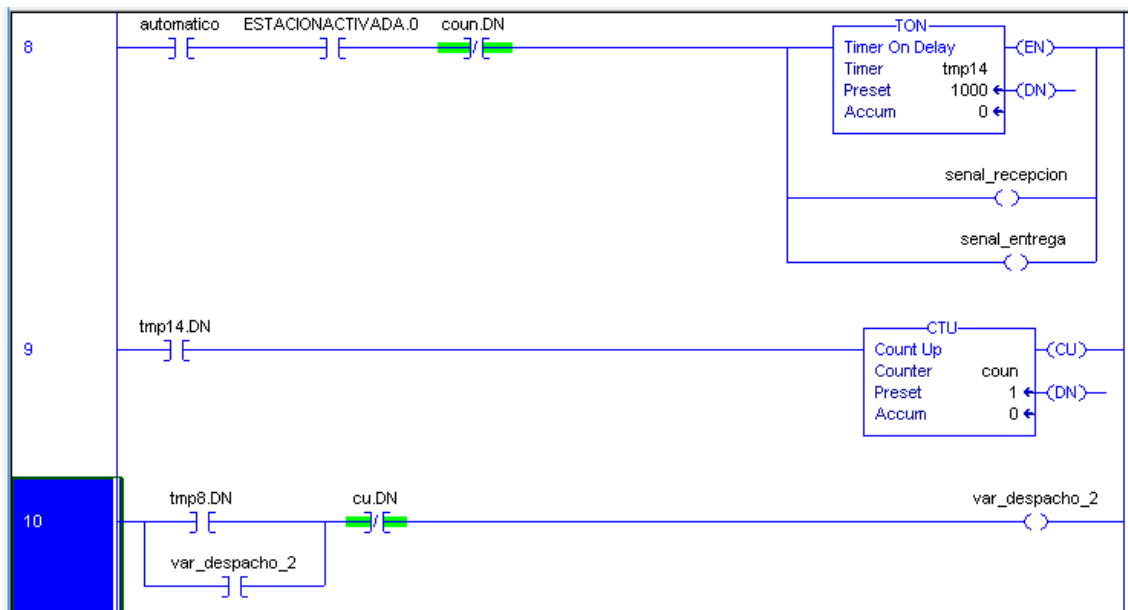 automatico ESTACIONACTIVADA.0 coun.DN
TON
8
Timer On Delay
EN
Timer tmp14
Preset 1000
DN
Accum 0
senal_recepcion
senal_entrega
tmp14.DN
CTU
9
Count Up
CU
Counter coun
Preset 1
DN
Accum 0
tmp8.DN cu.DN var_despacho_2
10
var_despacho_2